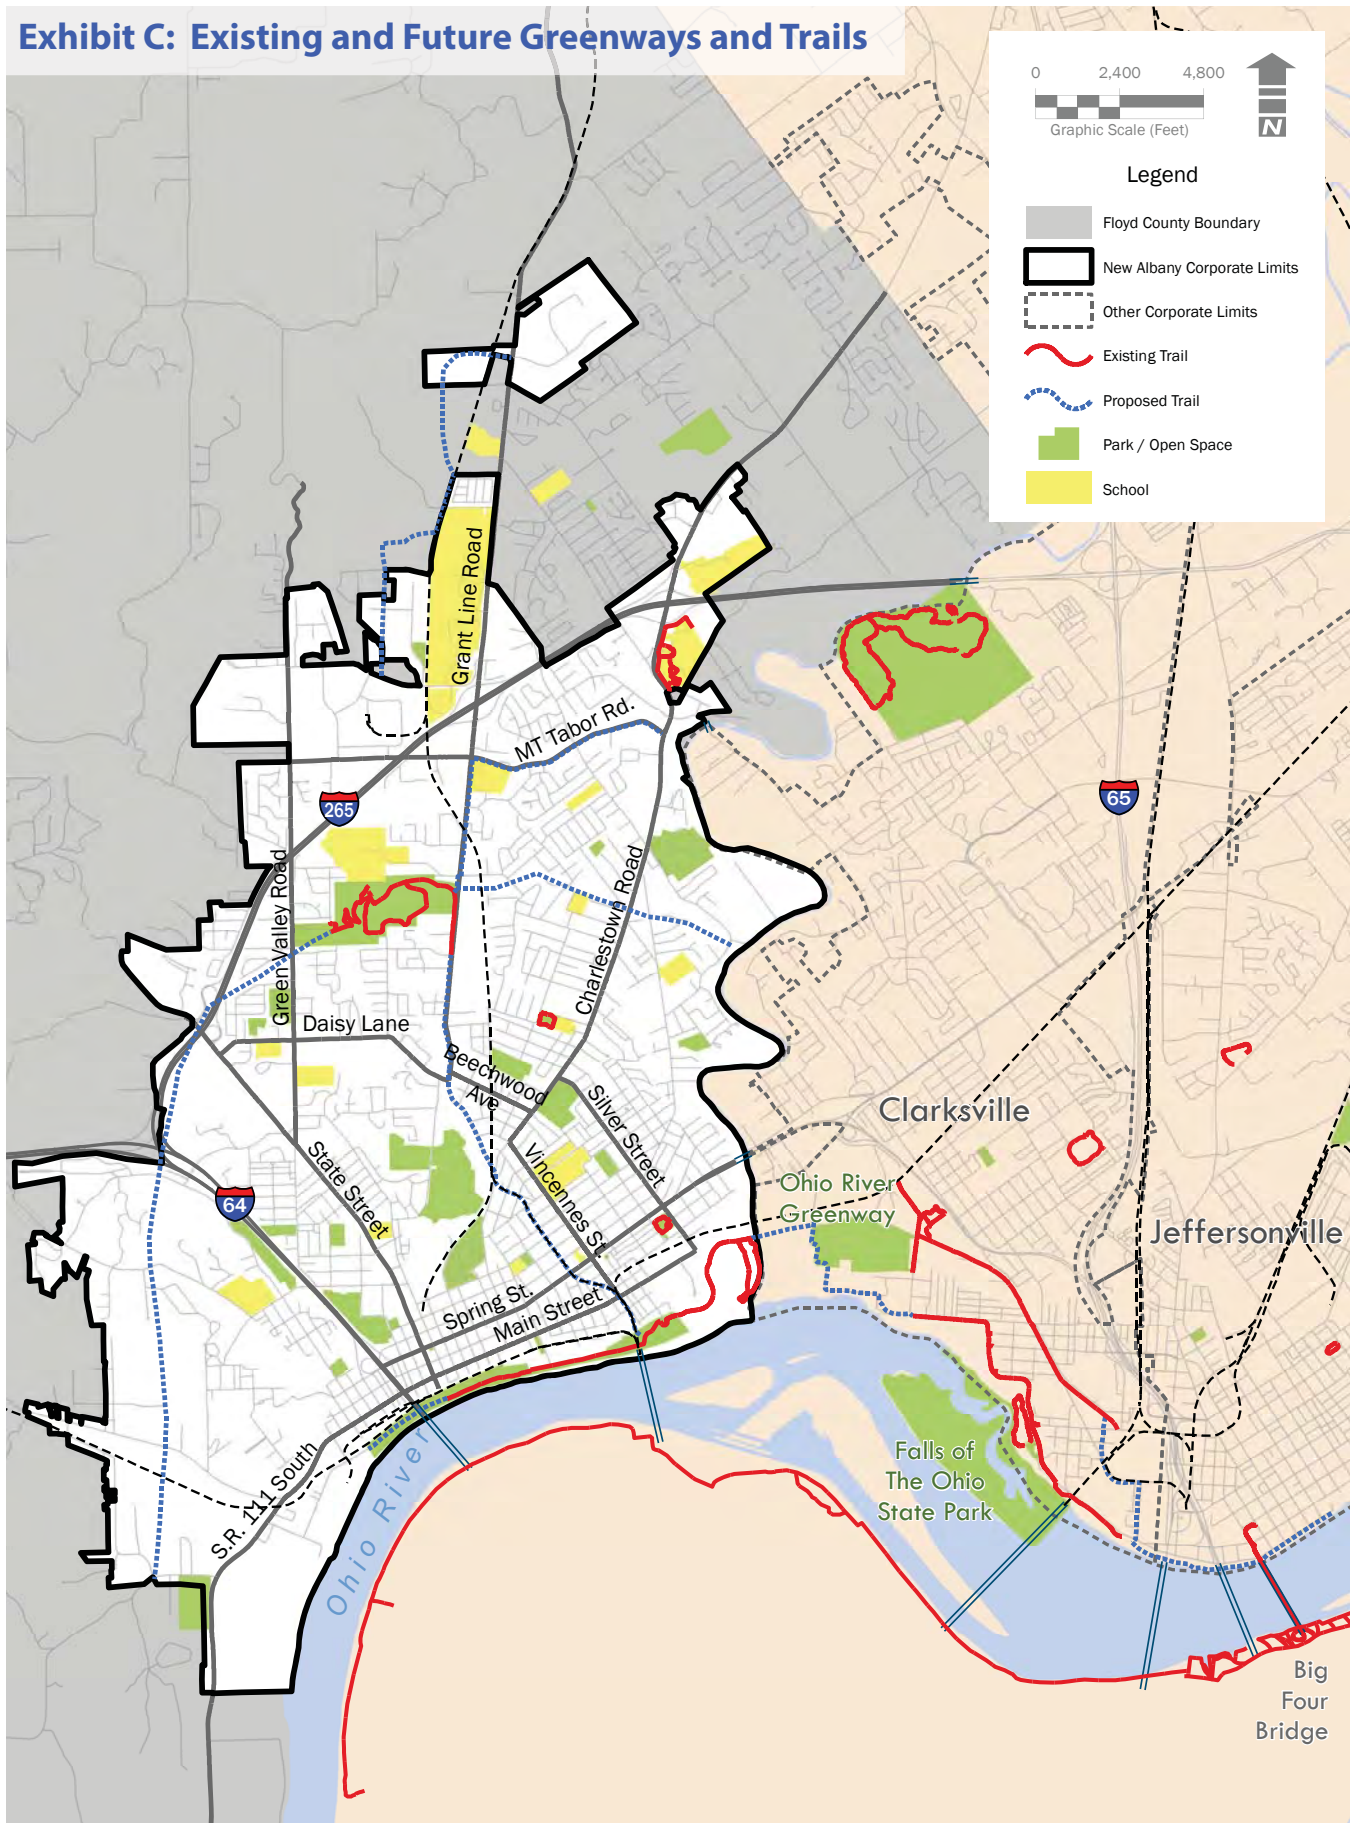 Exhibit C: Existing and Future Greenways and Trails
0 2,400 4,800
Graphic Scale (Feet)
N
Legend
Floyd County Boundary
New Albany Corporate Limits
Other Corporate Limits
Existing Trail
Proposed Trail
Park / Open Space
School
Grant Line Road
MT Tabor Rd.
265
65
Green Valley Road
Charlestown Road
Daisy Lane
Beechwood
Ave
Silver Street
Clarksville
State Street
Vincennes St.
64
Ohio River
Greenway
Jeffersonville
Spring St.
Main Street
S.R. 111 South
Ohio River
Falls of
The Ohio
State Park
Big
Four
Bridge